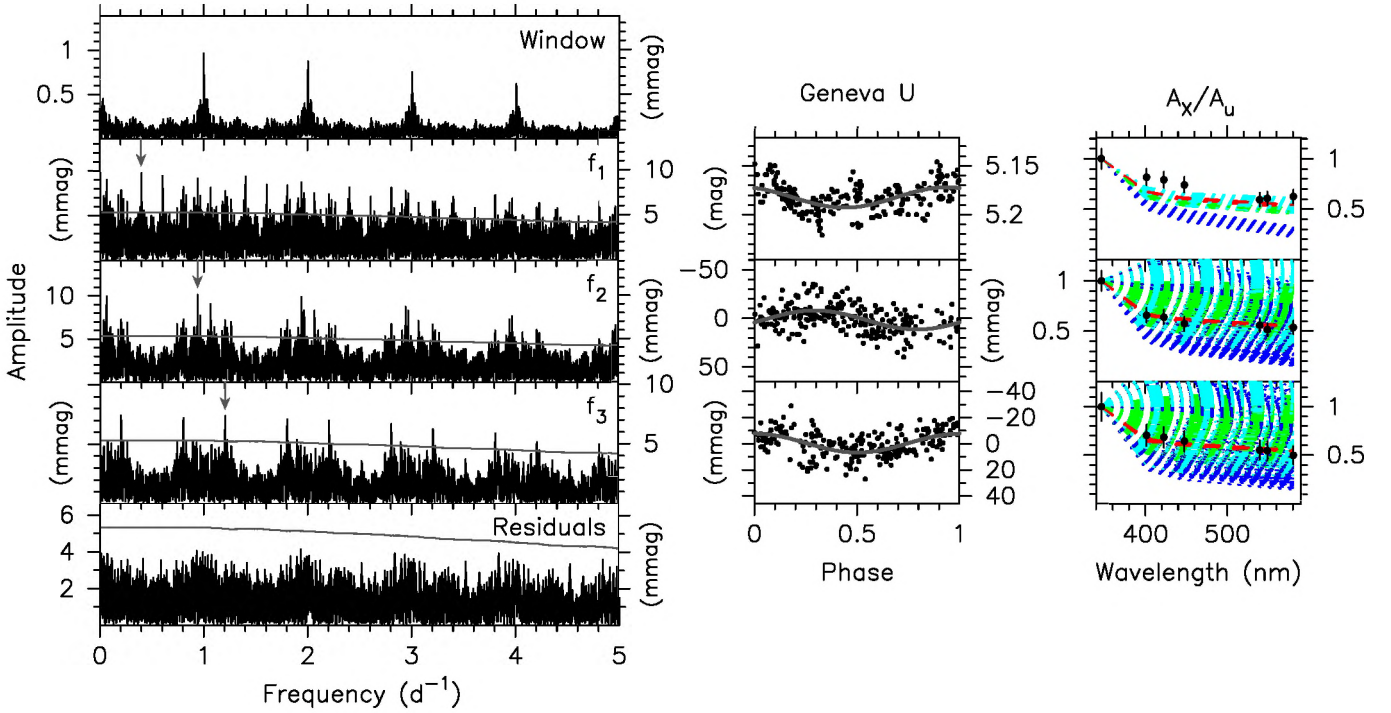 Window
1
0.5
(mmag)
f1
(mmag)
10
5
f2
10
5
(mmag)
f3
(mmag)
10
5
Residuals
6
4
2
(mmag)
Amplitude
0 1 2 3 4 5
Frequency (d⁻¹)
Geneva U
5.15
5.2
(mag)
−50
0
50
(mmag)
(mmag)
−40
−20
0
20
40
0 0.5 1
Phase
A_X/A_u
1
0.5
1
0.5
1
0.5
400 500
Wavelength (nm)